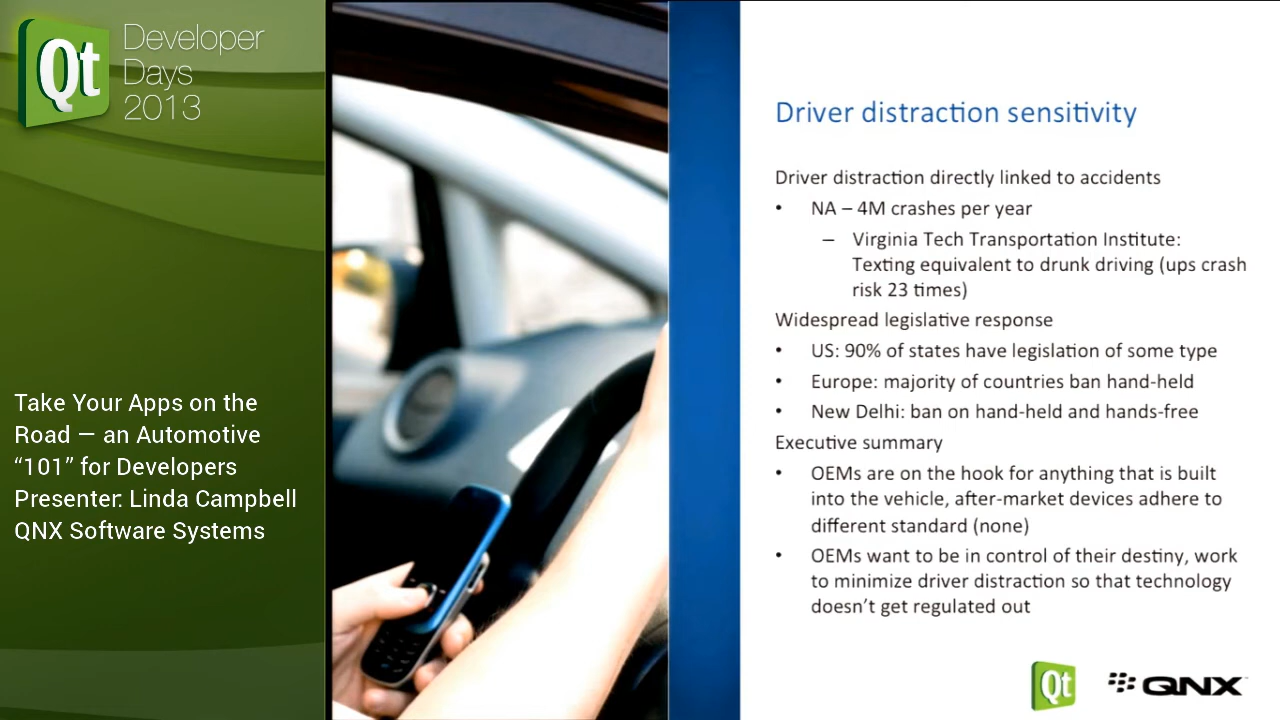 Qt
Developer
Days
2013
Take Your Apps on the
Road — an Automotive
“101” for Developers
Presenter: Linda Campbell
QNX Software Systems
Driver distraction sensitivity
Driver distraction directly linked to accidents
• NA – 4M crashes per year
– Virginia Tech Transportation Institute:
Texting equivalent to drunk driving (ups crash
risk 23 times)
Widespread legislative response
• US: 90% of states have legislation of some type
• Europe: majority of countries ban hand-held
• New Delhi: ban on hand-held and hands-free
Executive summary
• OEMs are on the hook for anything that is built
into the vehicle, after-market devices adhere to
different standard (none)
• OEMs want to be in control of their destiny, work
to minimize driver distraction so that technology
doesn’t get regulated out
Qt
QNX